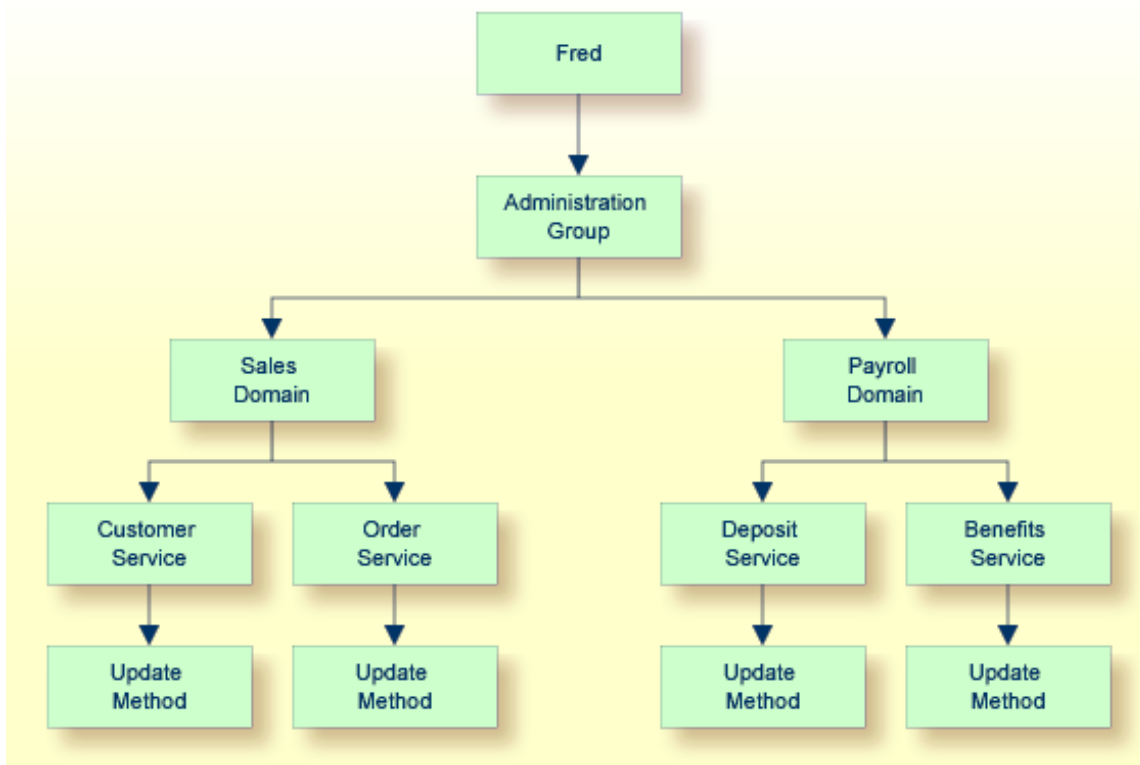 Fred
Administration
Group
Sales
Domain
Payroll
Domain
Customer
Service
Order
Service
Deposit
Service
Benefits
Service
Update
Method
Update
Method
Update
Method
Update
Method